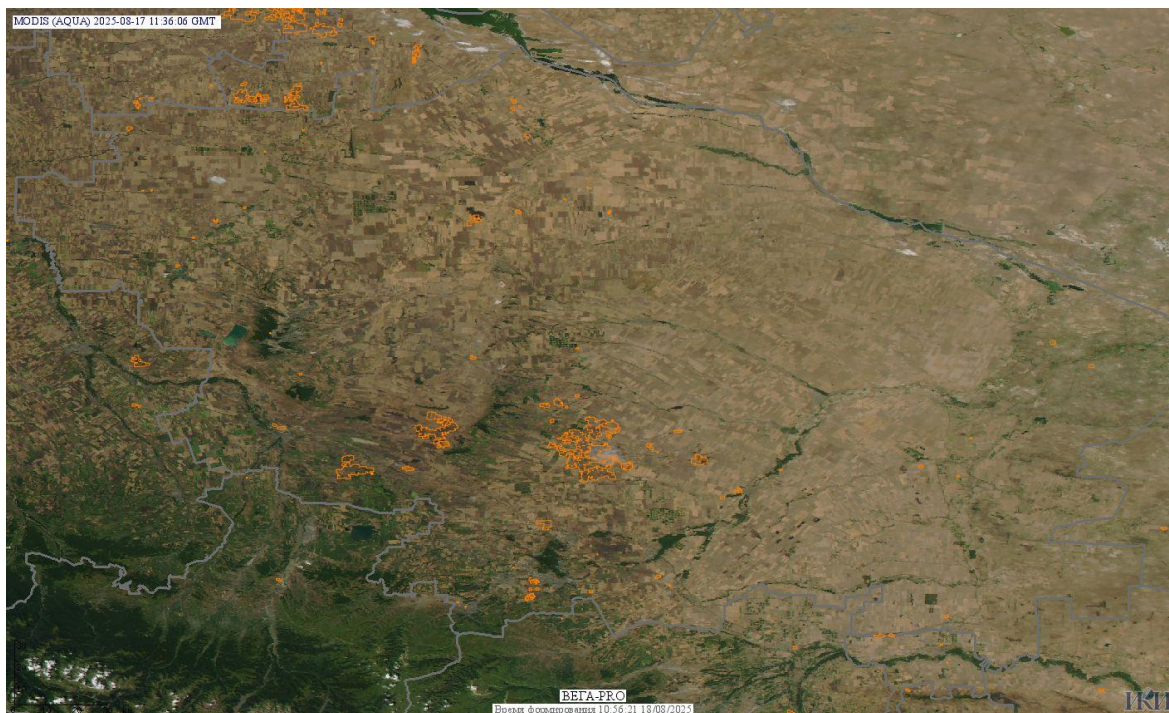 MODIS (AQUA) 2025-08-17 11:36:06 GMT
ВЕГА-PRO
Время формирования 10:56:21 18/08/2025
ИКИ